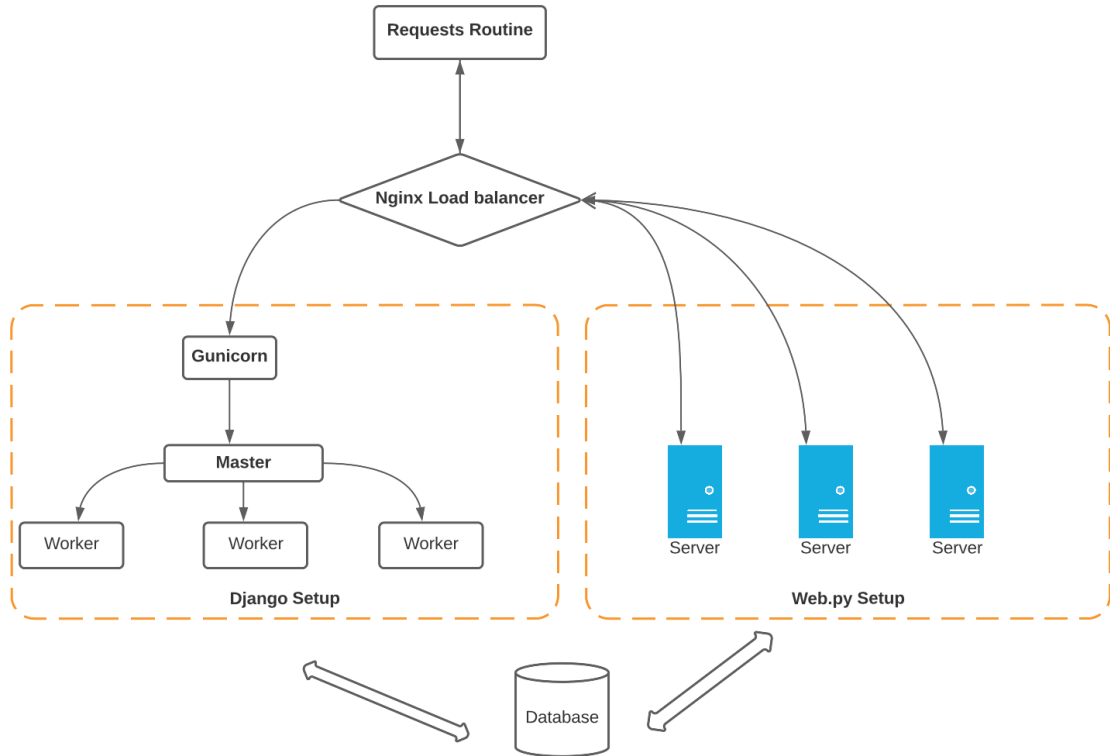 Requests Routine
Nginx Load balancer
Gunicorn
Master
Worker
Worker
Worker
Django Setup
Server
Server
Server
Web.py Setup
Database